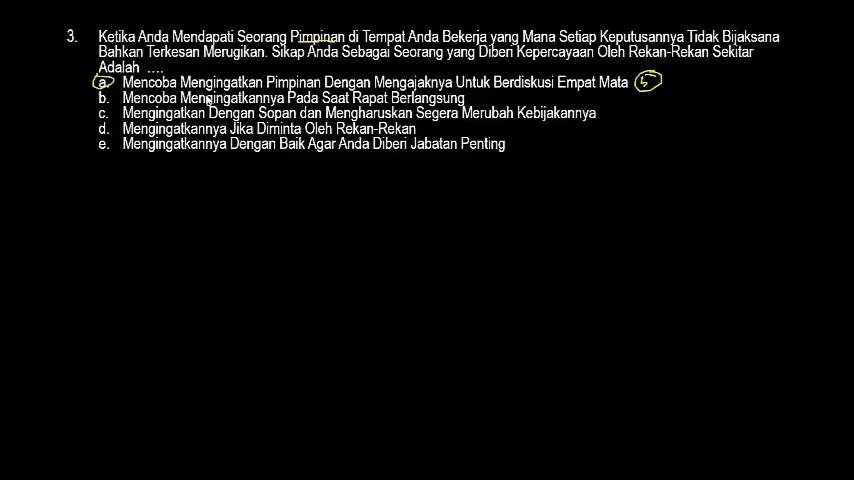 3. Ketika Anda Mendapati Seorang Pimpinan di Tempat Anda Bekerja yang Mana Setiap Keputusannya Tidak Bijaksana
Bahkan Terkesan Merugikan. Sikap Anda Sebagai Seorang yang Diberi Kepercayaan Oleh Rekan-Rekan Sekitar
Adalah ....
a. Mencoba Mengingatkan Pimpinan Dengan Mengajaknya Untuk Berdiskusi Empat Mata 5
b. Mencoba Mengingatkannya Pada Saat Rapat Berlangsung
c. Mengingatkan Dengan Sopan dan Mengharuskan Segera Merubah Kebijakannya
d. Mengingatkannya Jika Diminta Oleh Rekan-Rekan
e. Mengingatkannya Dengan Baik Agar Anda Diberi Jabatan Penting